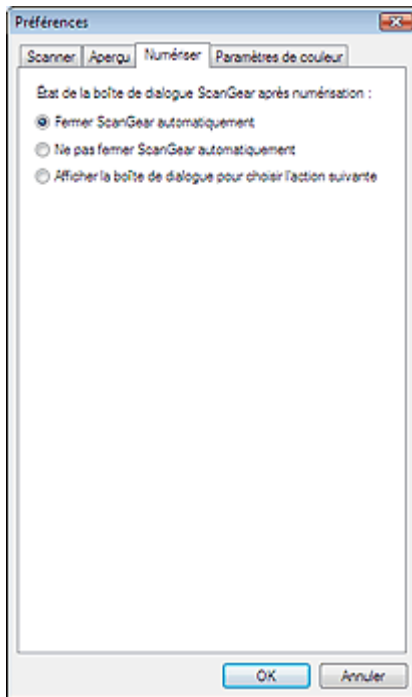 Préférences
Scanner Aperçu Numériser Paramètres de couleur
État de la boîte de dialogue ScanGear après numérisation :
Fermer ScanGear automatiquement
Ne pas fermer ScanGear automatiquement
Afficher la boîte de dialogue pour choisir l'action suivante
OK Annuler